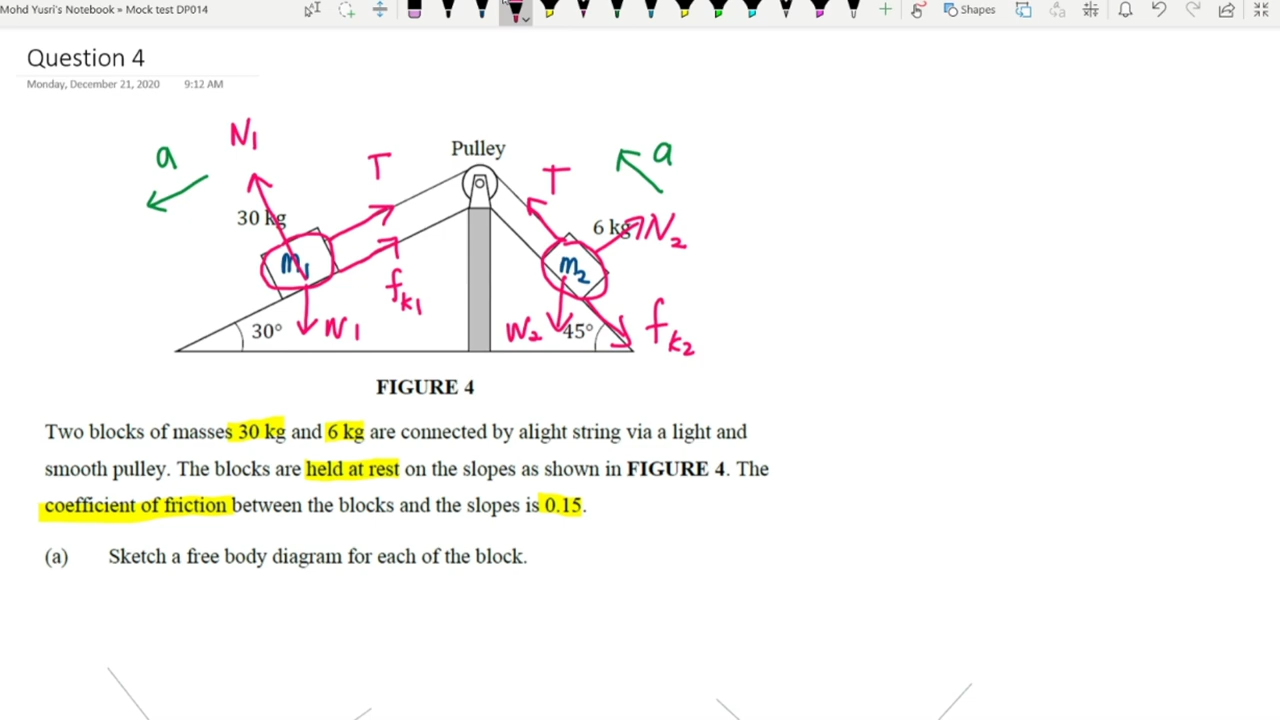 Mohd Yusri's Notebook » Mock test DP014
Shapes
Question 4
Monday, December 21, 2020 9:12 AM
a
N1
T
Pulley
T
a
30 kg
6 kg
N2
m1
m2
fk1
30°
W1
W2
45°
fk2
FIGURE 4
Two blocks of masses 30 kg and 6 kg are connected by alight string via a light and
smooth pulley. The blocks are held at rest on the slopes as shown in FIGURE 4. The
coefficient of friction between the blocks and the slopes is 0.15.
(a) Sketch a free body diagram for each of the block.